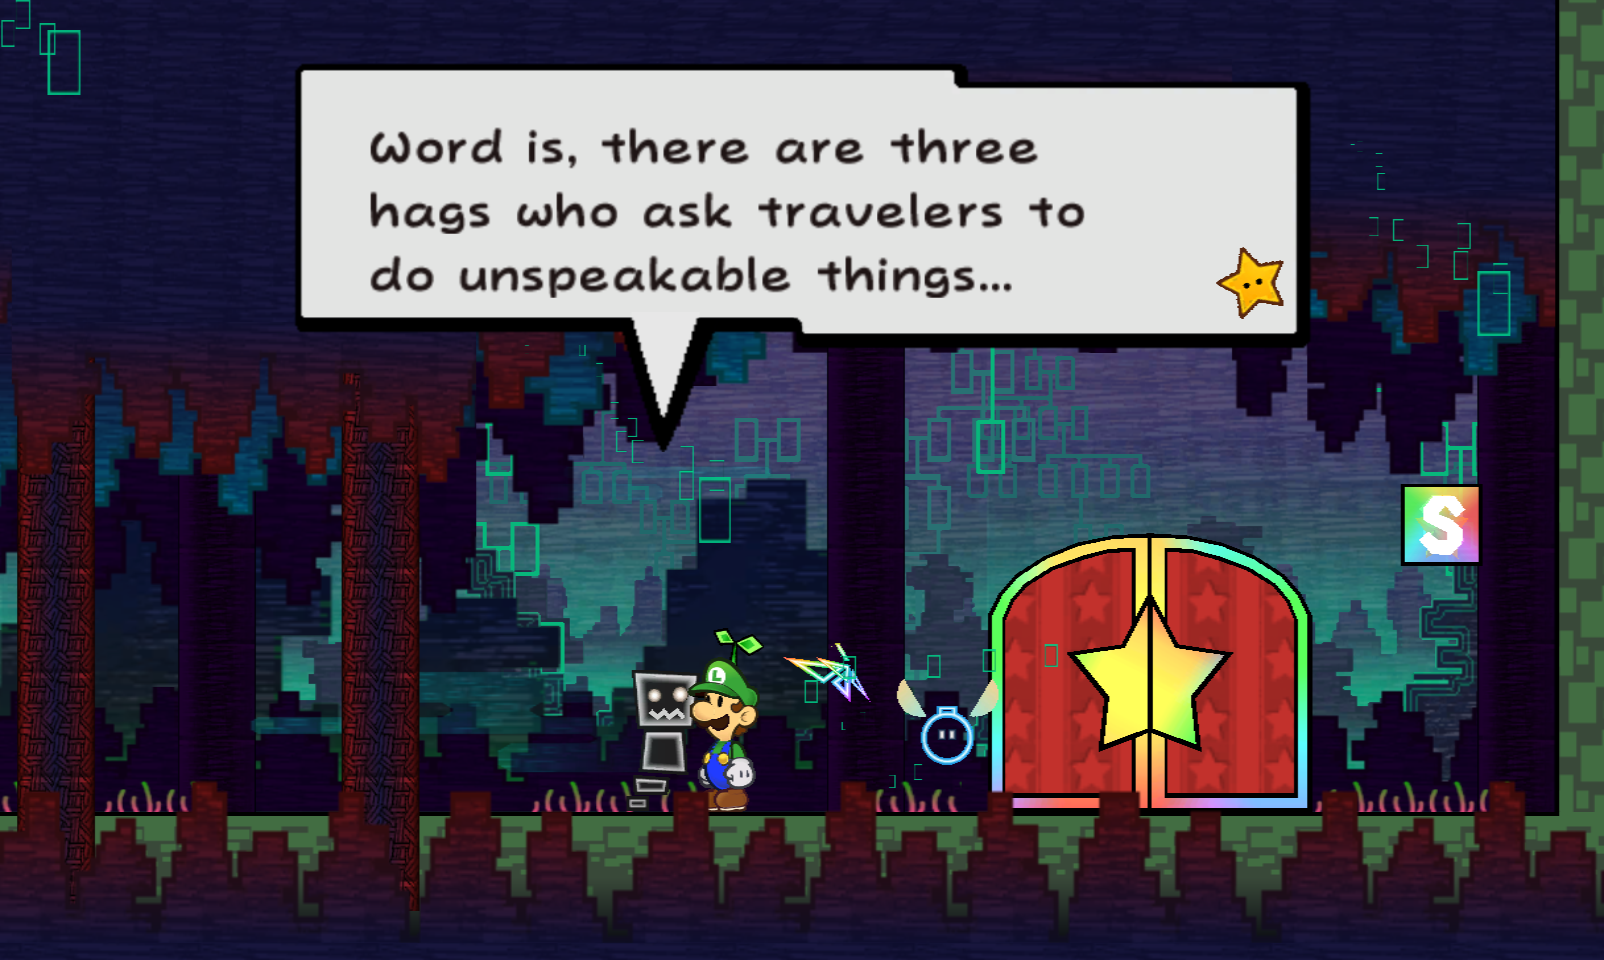 Word is, there are three
hags who ask travelers to
do unspeakable things...
S
L